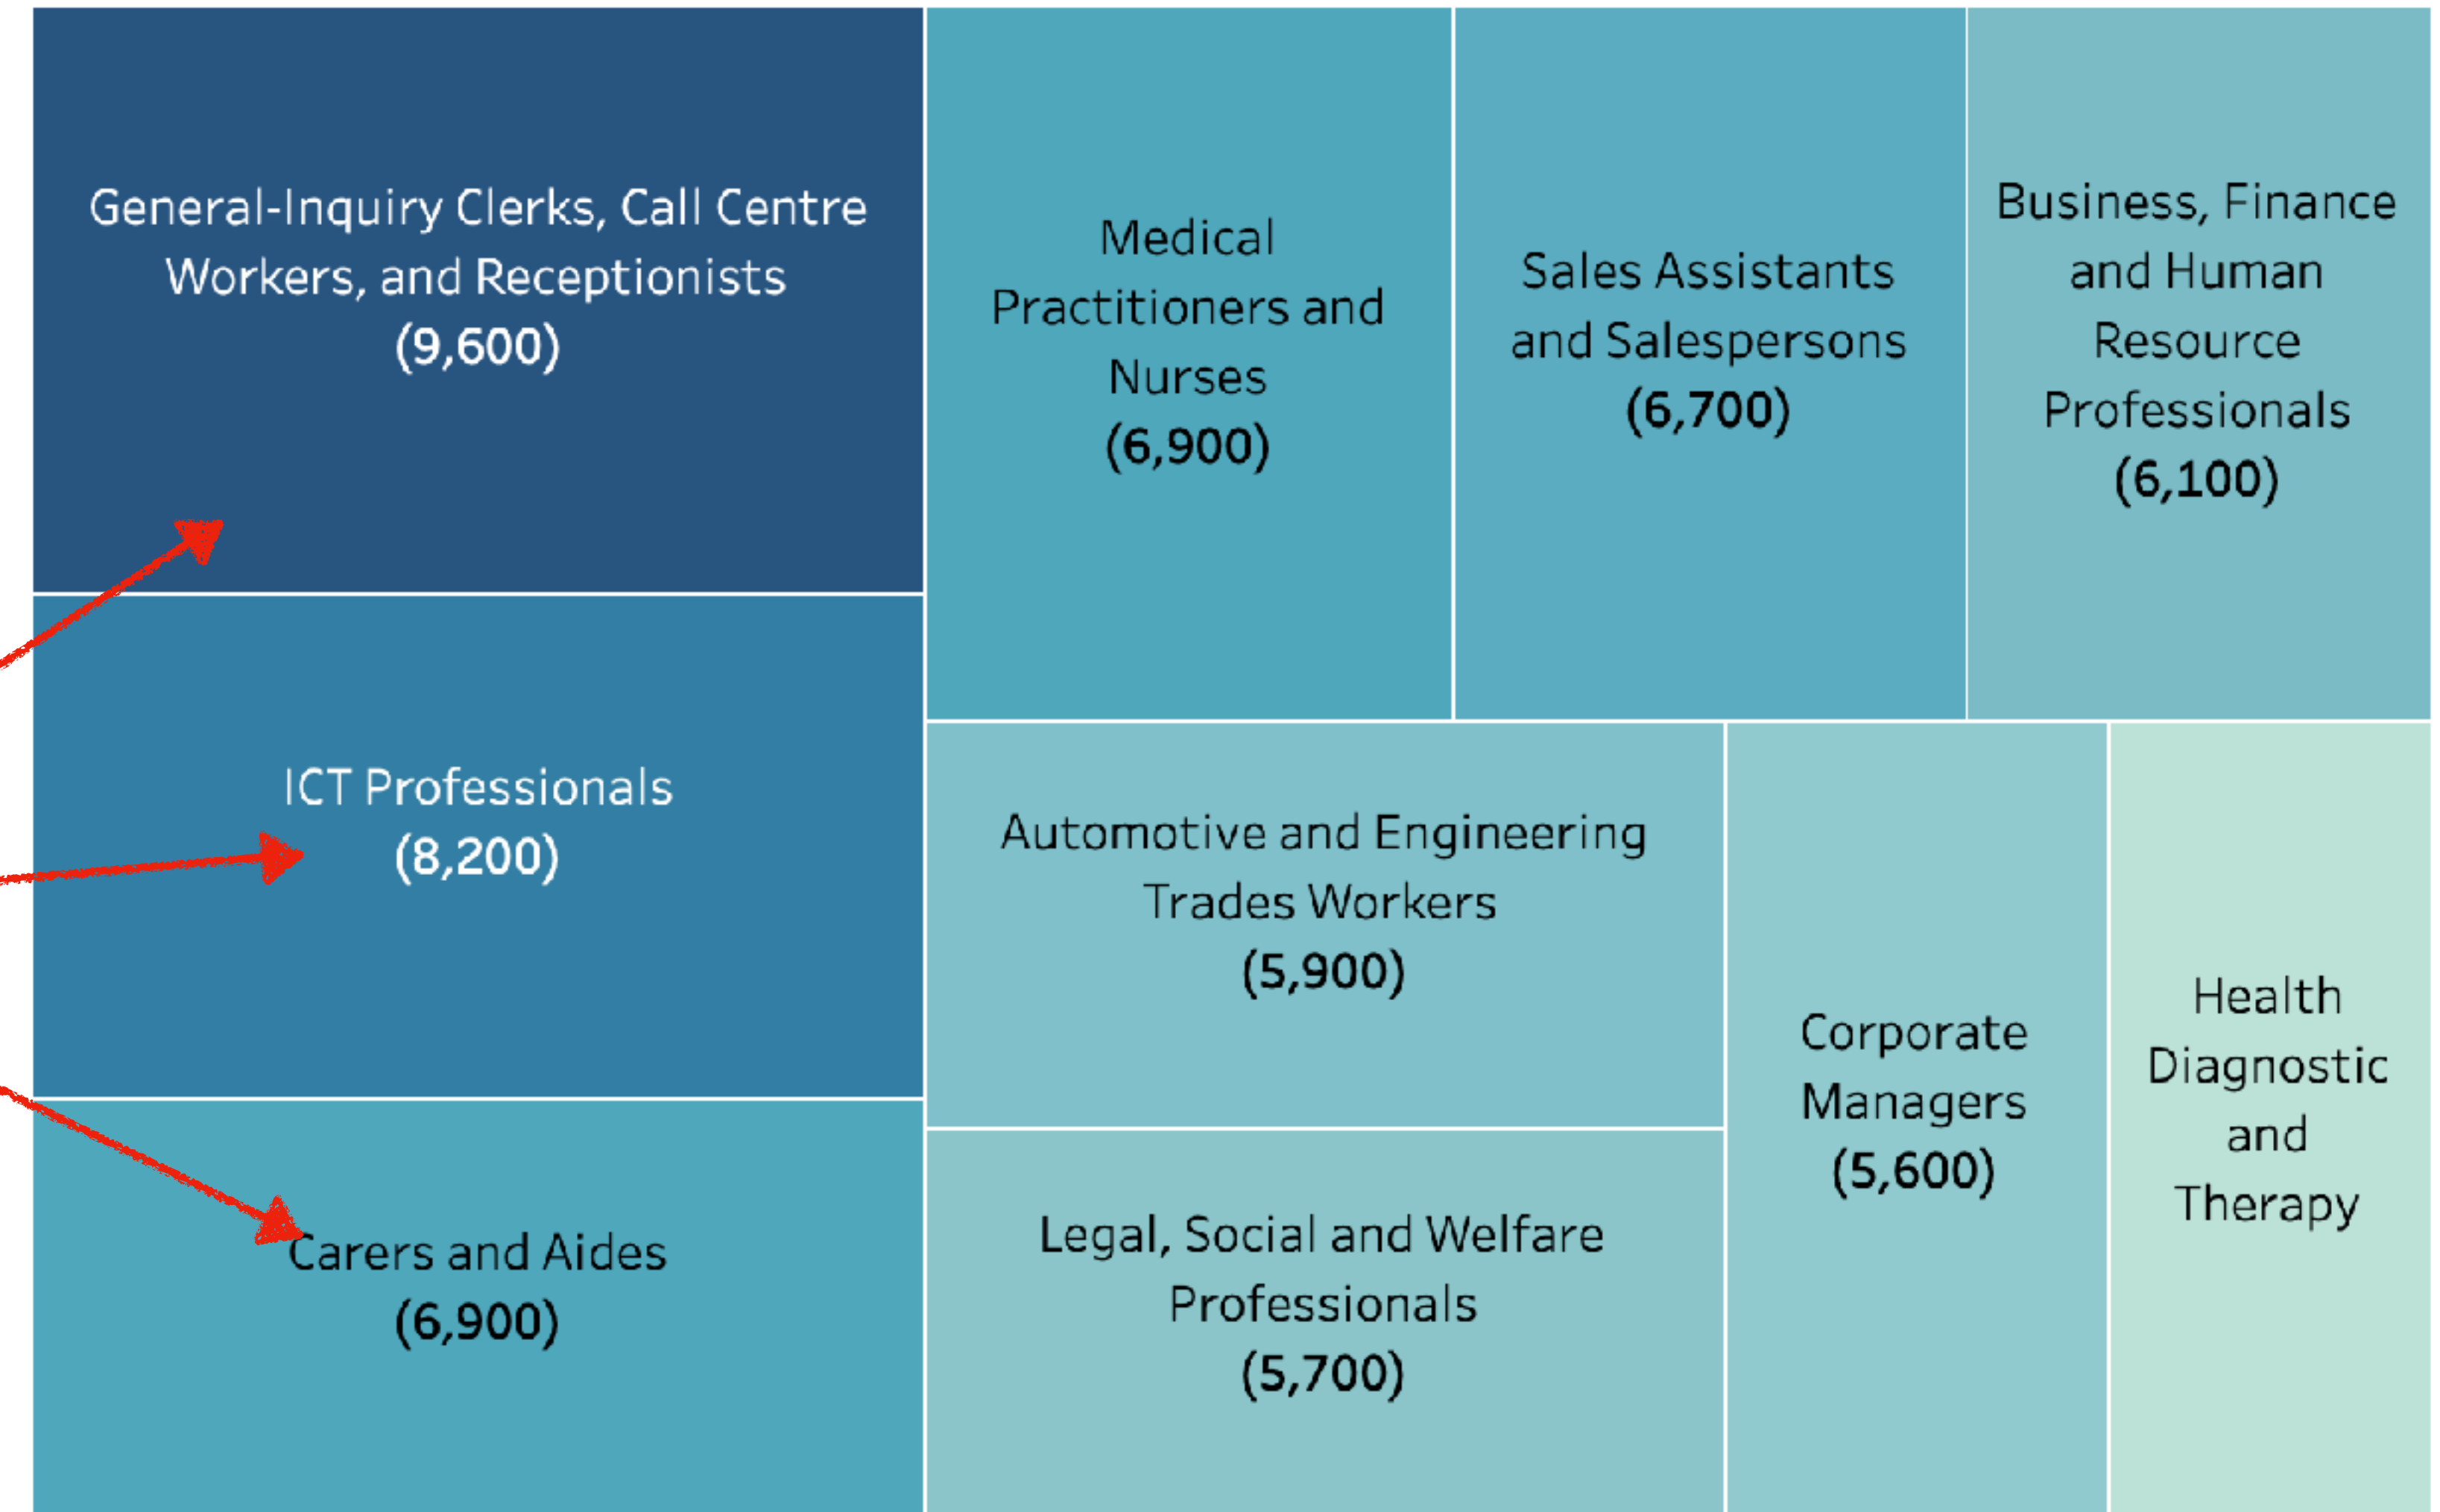 General-Inquiry Clerks, Call Centre
Workers, and Receptionists
(9,600)
ICT Professionals
(8,200)
Carers and Aides
(6,900)
Medical
Practitioners and
Nurses
(6,900)
Sales Assistants
and Salespersons
(6,700)
Business, Finance
and Human
Resource
Professionals
(6,100)
Automotive and Engineering
Trades Workers
(5,900)
Legal, Social and Welfare
Professionals
(5,700)
Corporate
Managers
(5,600)
Health
Diagnostic
and
Therapy